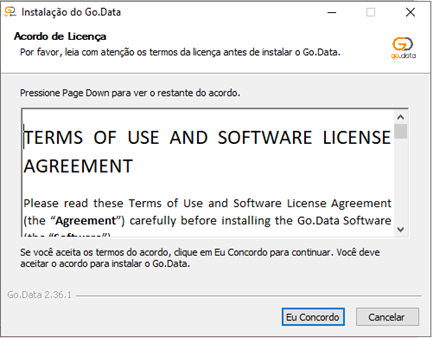 Instalação do Go.Data
Acordo de Licença
Por favor, leia com atenção os termos da licença antes de instalar o Go.Data.
go.data
Pressione Page Down para ver o restante do acordo.
TERMS OF USE AND SOFTWARE LICENSE
AGREEMENT
Please read these Terms of Use and Software License Agreement
(the “Agreement”) carefully before installing the Go.Data Software
(the “Software”)
Se você aceita os termos do acordo, clique em Eu Concordo para continuar. Você deve
aceitar o acordo para instalar o Go.Data.
Go.Data 2.36.1
Eu Concordo
Cancelar